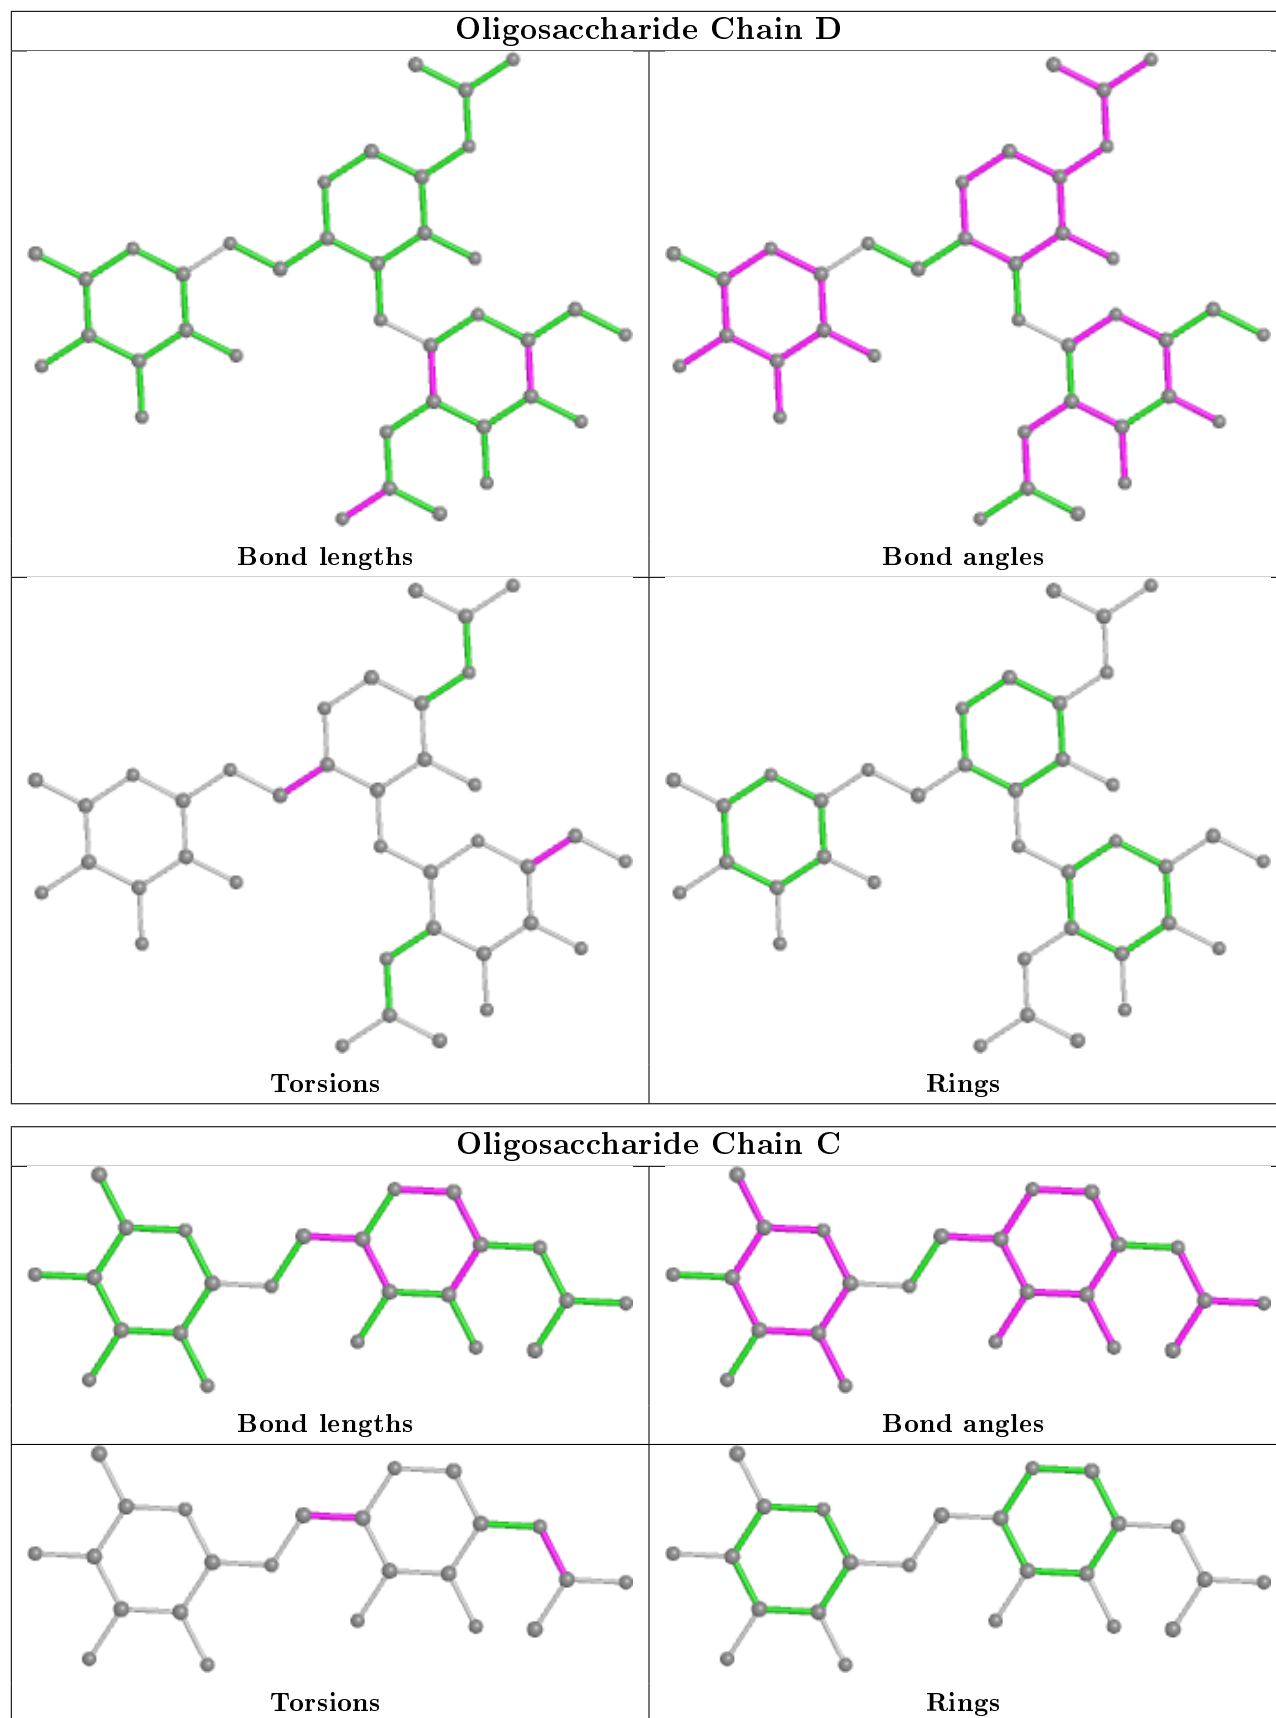 Oligosaccharide Chain D
Bond lengths
Bond angles
Torsions
Rings
Oligosaccharide Chain C
Bond lengths
Bond angles
Torsions
Rings